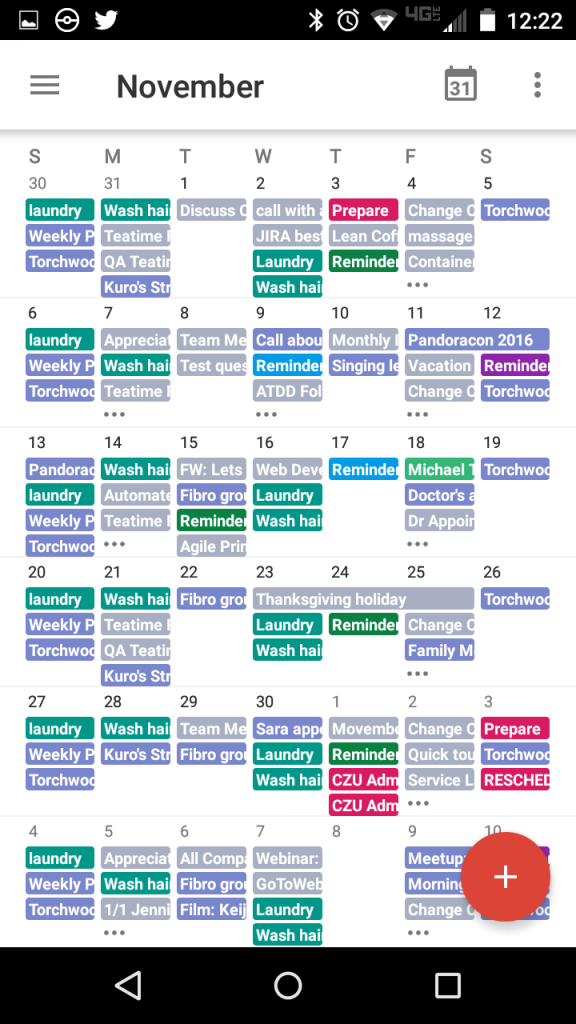 4G LTE 12:22
November 31
S M T W T F S
30 31 1 2 3 4 5
laundry Wash hai Discuss C call with a Prepare Change C Torchwoo
Weekly P Teatime F JIRA best Lean Coff massage
Torchwoo QA Teatin Laundry Reminder Container
Kuro's Str Wash hai
6 7 8 9 10 11 12
laundry Appreciat Team Me Call abou Monthly Pandoracon 2016
Weekly P Wash hai Test ques Reminder Singing le Vacation Reminder
Torchwoo Teatime F ATDD Fol Change C Torchwoo
13 14 15 16 17 18 19
Pandorac Wash hai FW: Lets Web Deve Reminder Michael T Torchwoo
laundry Automate Fibro grou Laundry Doctor's a
Weekly P Teatime F Reminder Wash hai Dr Appoin
Torchwoo Agile Prin
20 21 22 23 24 25 26
laundry Wash hai Fibro grou Thanksgiving holiday Torchwoo
Weekly P Teatime F Laundry Reminder Change C
Torchwoo QA Teatin Wash hai Family M
Kuro's Str
27 28 29 30 1 2 3
laundry Wash hai Team Me Sara appo Movembe Change C Prepare
Weekly P Kuro's Str Fibro grou Laundry Reminder Quick tou Torchwoo
Torchwoo Wash hai CZU Adm Service L RESCHED
CZU Adm
4 5 6 7 8 9 10
laundry Appreciat All Compa Webinar: Meetup:
Weekly P Wash hai Fibro grou GoToWeb Morning
Torchwoo 1/1 Jenni Film: Keij Laundry Change C
Wash hai